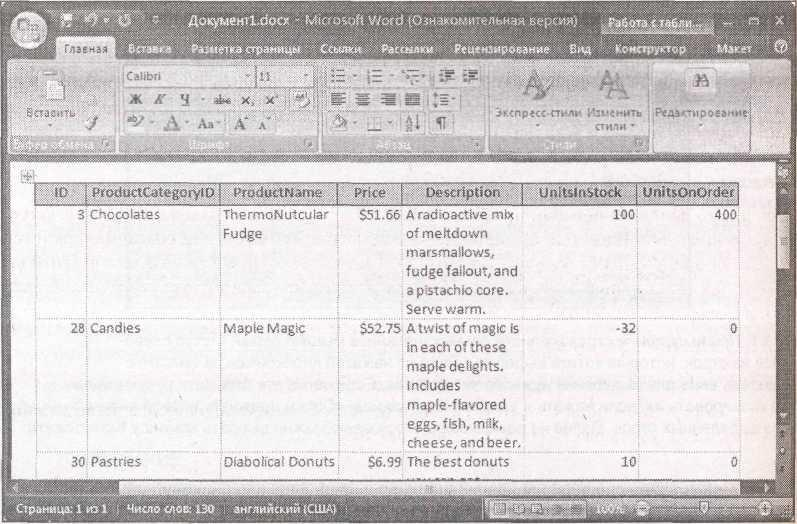 Документ1.docx - Microsoft Word (Ознакомительная версия) Работа с табли...
Главная Вставка Разметка страницы Ссылки Рассылки Рецензирование Вид Конструктор Макет
Calibri 11
Ж К Ч abc x, x²
Вставить Экспресс-стили Изменить стили Редактирование
ab A Aa A A
Буфер обмена Шрифт Абзац Стили
ID ProductCategoryID ProductName Price Description UnitsInStock UnitsOnOrder
3 Chocolates ThermoNutcular $51.66 A radioactive mix 100 400
Fudge of meltdown
marsmallows,
fudge failout, and
a pistachio core.
Serve warm.
28 Candies Maple Magic $52.75 A twist of magic is -32 0
in each of these
maple delights.
Includes
maple-flavored
eggs, fish, milk,
cheese, and beer.
30 Pastries Diabolical Donuts $6.99 The best donuts 10 0
Страница: 1 из 1 Число слов: 130 английский (США) 100%